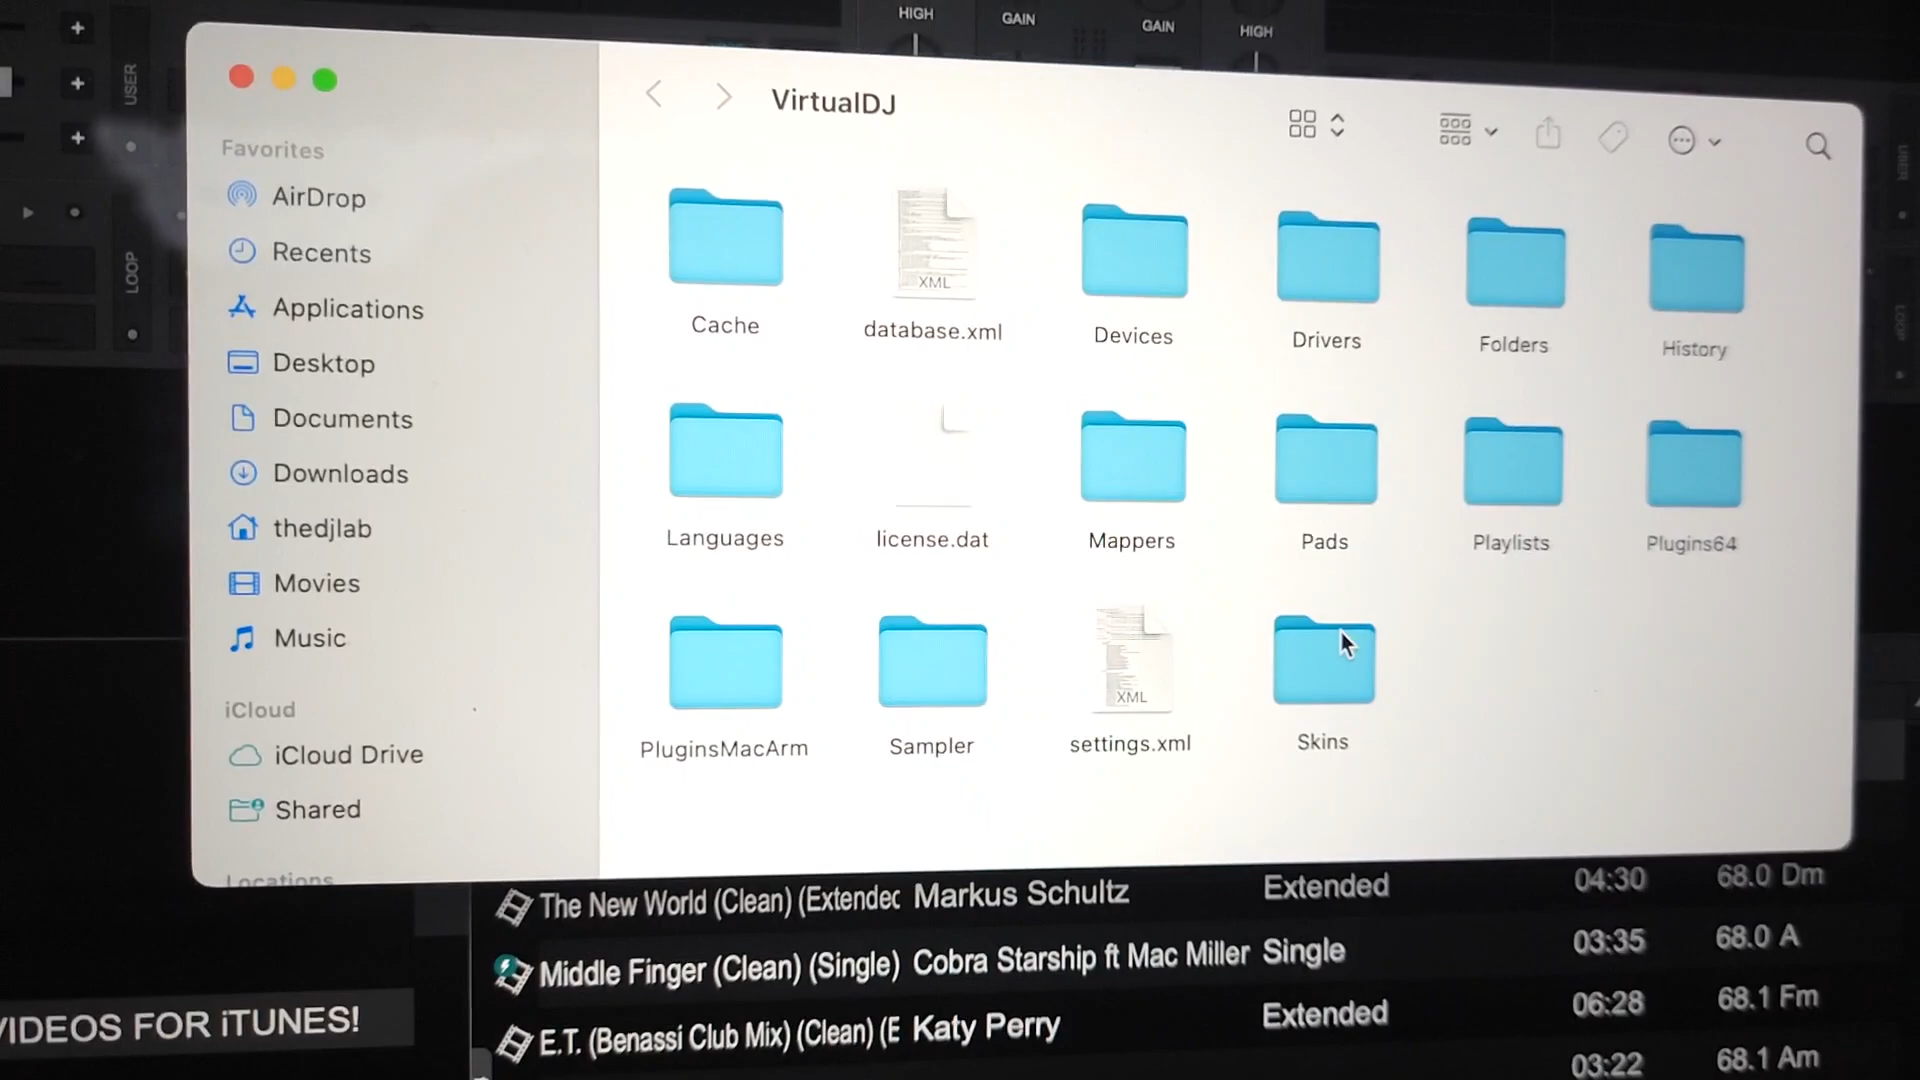 HIGH
GAIN
GAIN
HIGH
USER
LOOP
USER
LOOP
VirtualDJ
Favorites
AirDrop
Recents
Applications
Desktop
Documents
Downloads
thedjlab
Movies
Music
iCloud
iCloud Drive
Shared
Locations
Cache
XML
database.xml
Devices
Drivers
Folders
History
Languages
license.dat
Mappers
Pads
Playlists
Plugins64
PluginsMacArm
Sampler
XML
settings.xml
Skins
The New World (Clean) (Extended Markus Schultz Extended 04:30 68.0 Dm
Middle Finger (Clean) (Single) Cobra Starship ft Mac Miller Single 03:35 68.0 A
E.T. (Benassi Club Mix) (Clean) (E Katy Perry Extended 06:28 68.1 Fm
03:22 68.1 Am
VIDEOS FOR iTUNES!